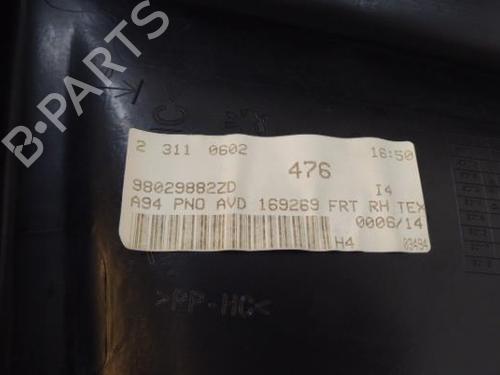 B-PARTS
2 311 0602
476
16:50
98029882ZD
I4
A94 PNO AVD 169269 FRT RH TEX
0006/14
H4
03494
>PP-HC<